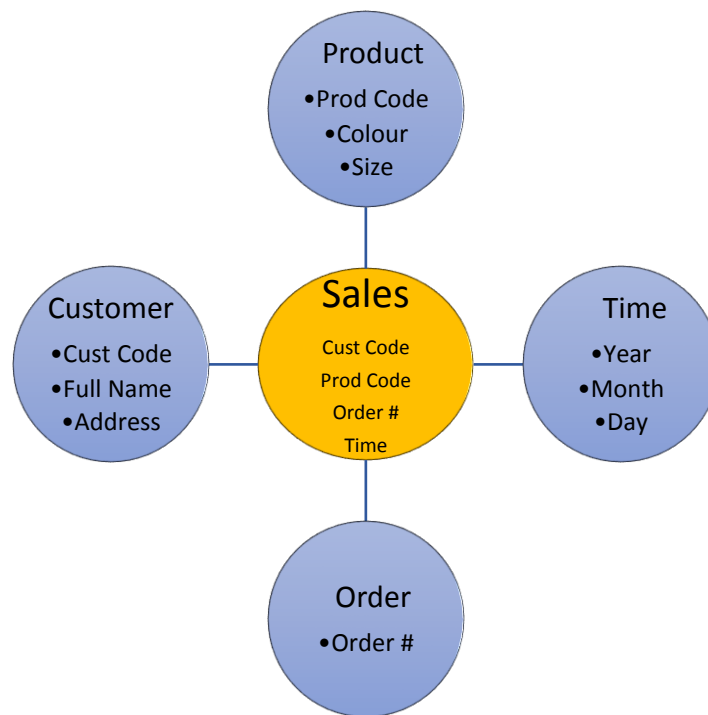 Product
•Prod Code
•Colour
•Size
Customer
•Cust Code
•Full Name
•Address
Sales
Cust Code
Prod Code
Order #
Time
Time
•Year
•Month
•Day
Order
•Order #